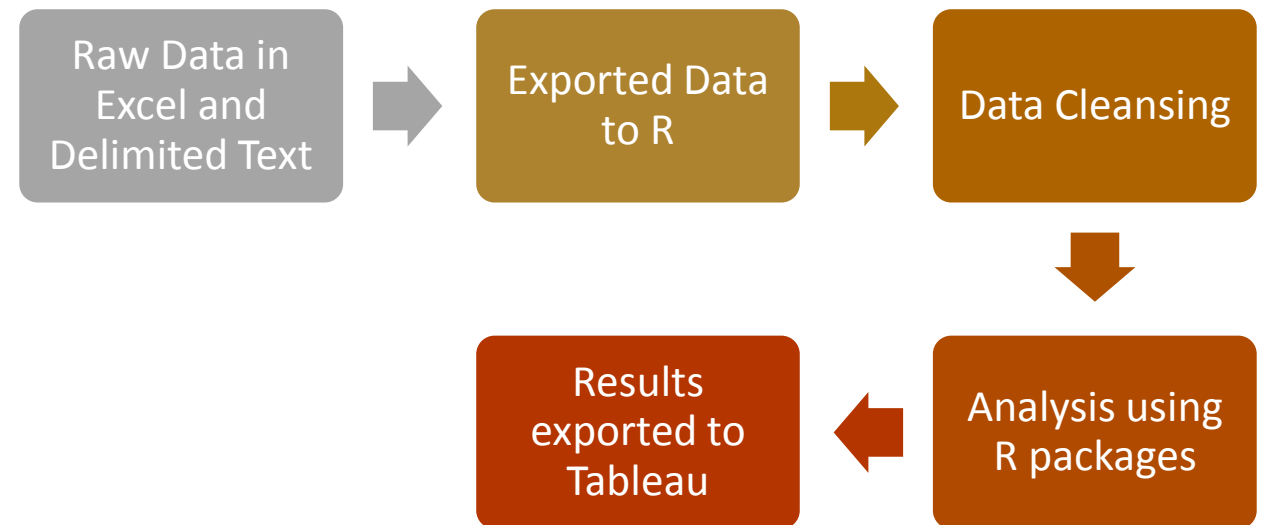 Raw Data in
Excel and
Delimited Text
Exported Data
to R
Data Cleansing
Analysis using
R packages
Results
exported to
Tableau